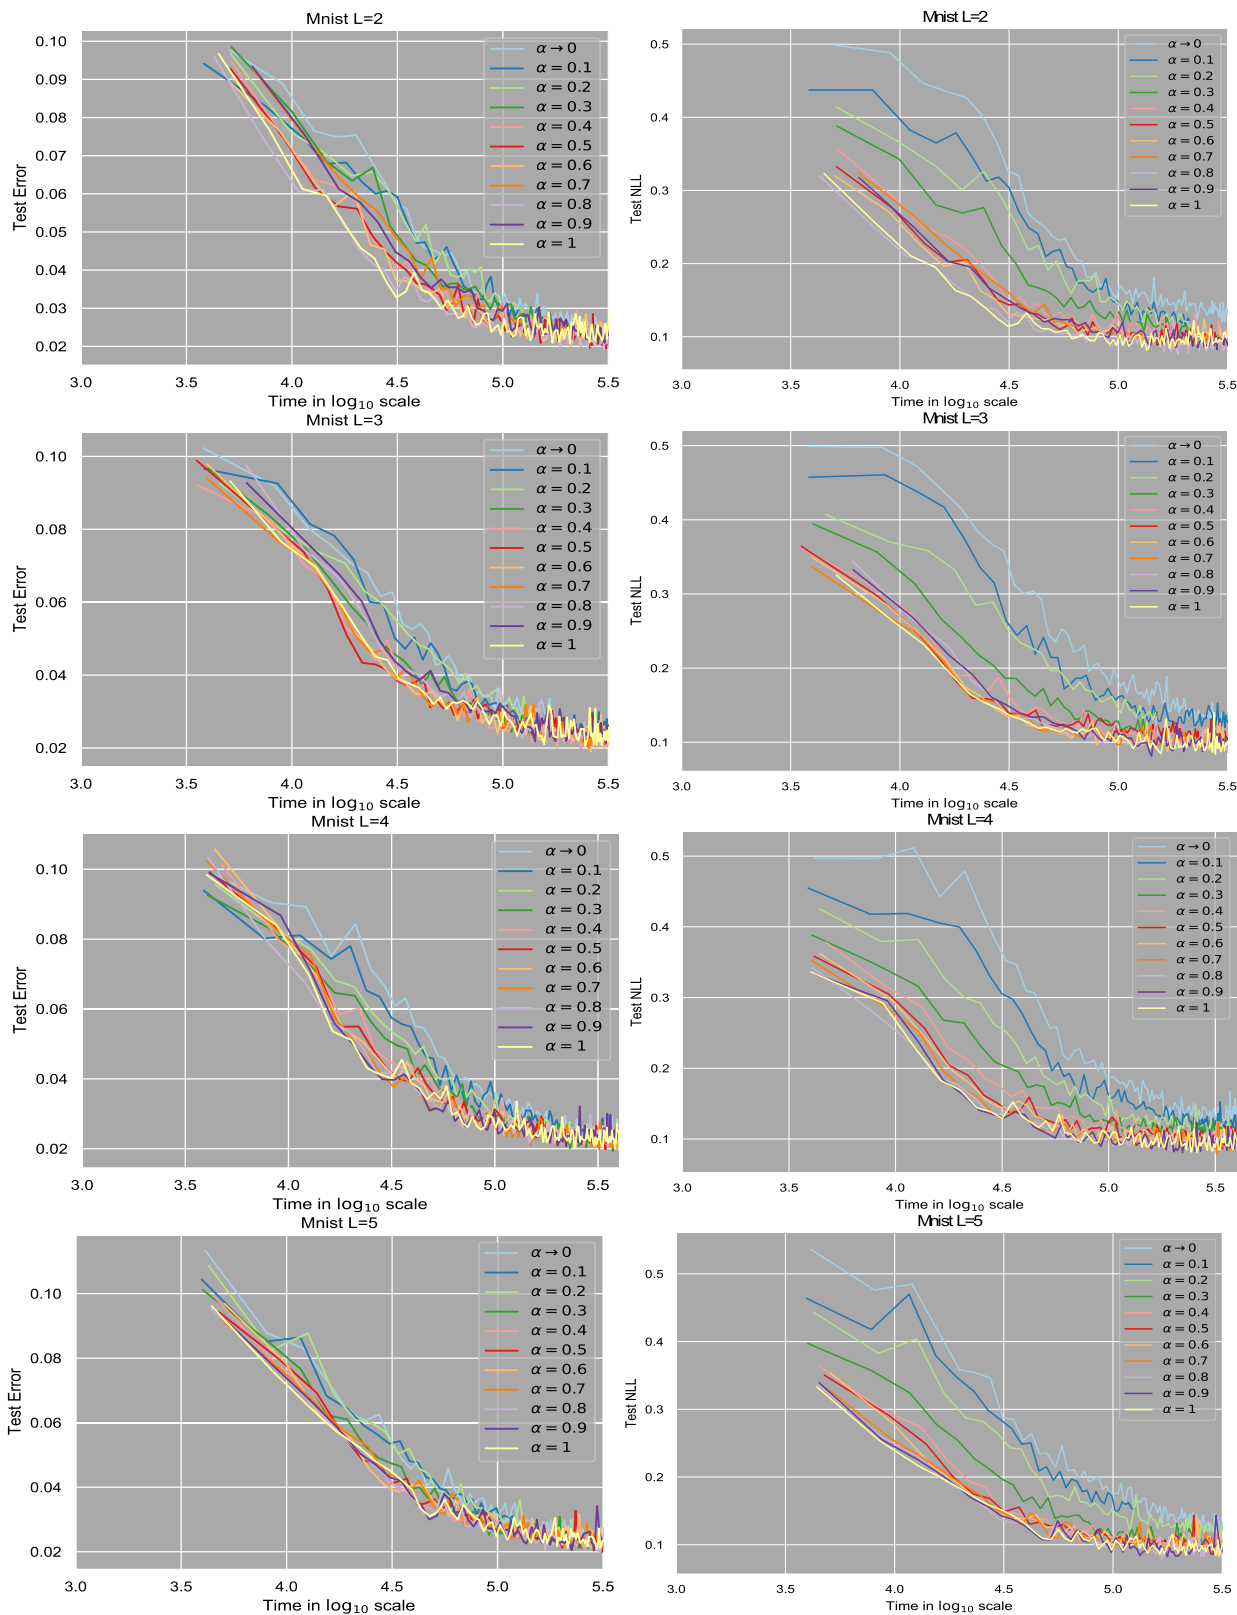 Mnist L=2
Test Error
0.10
0.09
0.08
0.07
0.06
0.05
0.04
0.03
0.02
3.0 3.5 4.0 4.5 5.0 5.5
Time in log₁₀ scale
α → 0
α = 0.1
α = 0.2
α = 0.3
α = 0.4
α = 0.5
α = 0.6
α = 0.7
α = 0.8
α = 0.9
α = 1
Mnist L=2
Test NLL
0.5
0.4
0.3
0.2
0.1
3.0 3.5 4.0 4.5 5.0 5.5
Time in log₁₀ scale
α → 0
α = 0.1
α = 0.2
α = 0.3
α = 0.4
α = 0.5
α = 0.6
α = 0.7
α = 0.8
α = 0.9
α = 1
Mnist L=3
Test Error
0.10
0.08
0.06
0.04
0.02
3.0 3.5 4.0 4.5 5.0 5.5
Time in log₁₀ scale
α → 0
α = 0.1
α = 0.2
α = 0.3
α = 0.4
α = 0.5
α = 0.6
α = 0.7
α = 0.8
α = 0.9
α = 1
Mnist L=3
Test NLL
0.5
0.4
0.3
0.2
0.1
3.0 3.5 4.0 4.5 5.0 5.5
Time in log₁₀ scale
α → 0
α = 0.1
α = 0.2
α = 0.3
α = 0.4
α = 0.5
α = 0.6
α = 0.7
α = 0.8
α = 0.9
α = 1
Mnist L=4
Test Error
0.10
0.08
0.06
0.04
0.02
3.0 3.5 4.0 4.5 5.0 5.5
Time in log₁₀ scale
α → 0
α = 0.1
α = 0.2
α = 0.3
α = 0.4
α = 0.5
α = 0.6
α = 0.7
α = 0.8
α = 0.9
α = 1
Mnist L=4
Test NLL
0.5
0.4
0.3
0.2
0.1
3.0 3.5 4.0 4.5 5.0 5.5
Time in log₁₀ scale
α → 0
α = 0.1
α = 0.2
α = 0.3
α = 0.4
α = 0.5
α = 0.6
α = 0.7
α = 0.8
α = 0.9
α = 1
Mnist L=5
Test Error
0.10
0.08
0.06
0.04
0.02
3.0 3.5 4.0 4.5 5.0 5.5
Time in log₁₀ scale
α → 0
α = 0.1
α = 0.2
α = 0.3
α = 0.4
α = 0.5
α = 0.6
α = 0.7
α = 0.8
α = 0.9
α = 1
Mnist L=5
Test NLL
0.5
0.4
0.3
0.2
0.1
3.0 3.5 4.0 4.5 5.0 5.5
Time in log₁₀ scale
α → 0
α = 0.1
α = 0.2
α = 0.3
α = 0.4
α = 0.5
α = 0.6
α = 0.7
α = 0.8
α = 0.9
α = 1